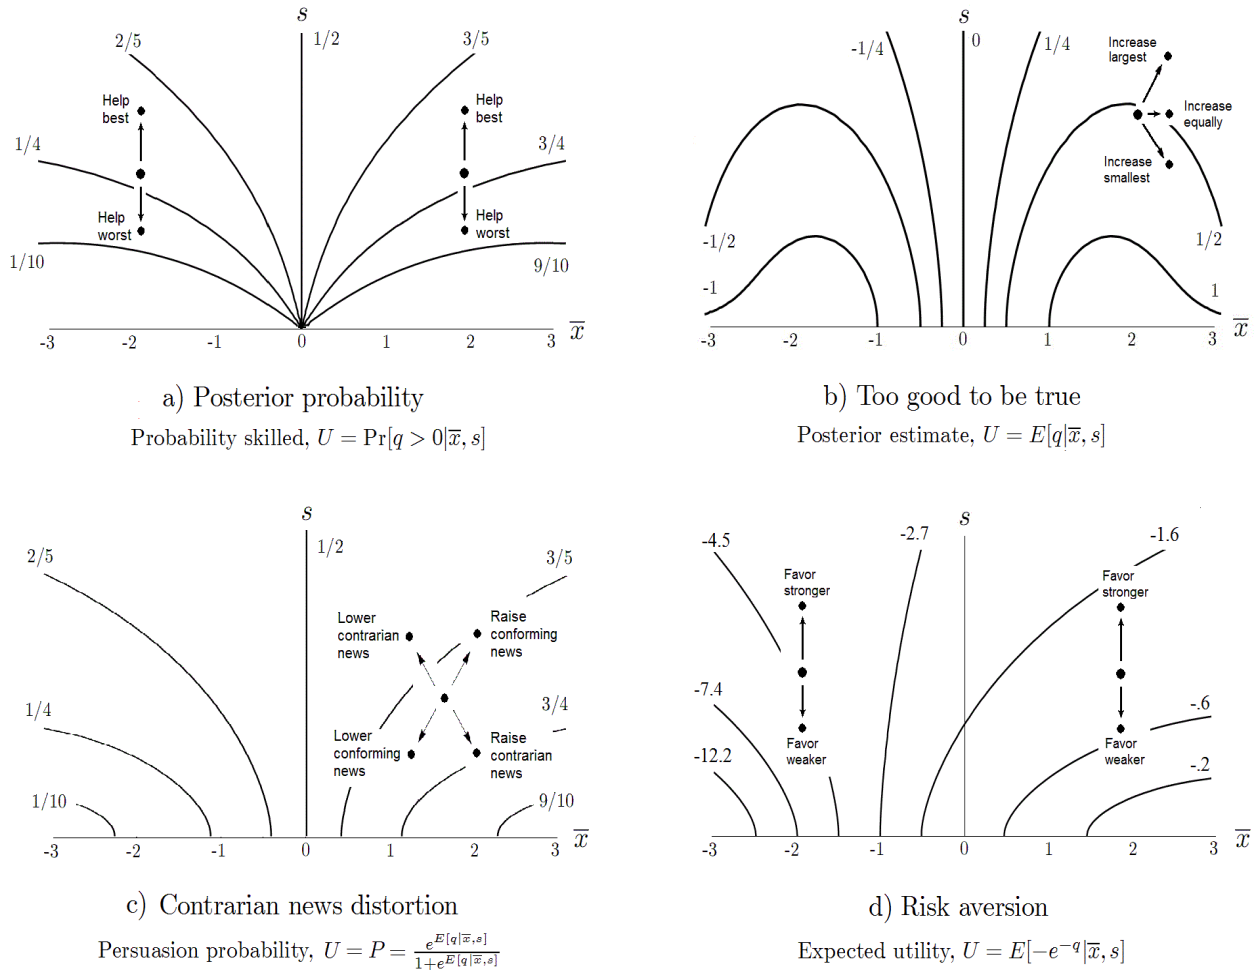 s
2/5
1/2
3/5
Help
best
Help
best
1/4
3/4
Help
worst
Help
worst
1/10
9/10
-3
-2
-1
0
1
2
3
x̅
a) Posterior probability
Probability skilled, U = Pr[q > 0|x̅, s]
s
-1/4
0
1/4
Increase
largest
Increase
equally
Increase
smallest
-1/2
1/2
-1
1
-3
-2
-1
0
1
2
3
x̅
b) Too good to be true
Posterior estimate, U = E[q|x̅, s]
s
2/5
1/2
3/5
Lower
contrarian
news
Raise
conforming
news
1/4
3/4
Lower
conforming
news
Raise
contrarian
news
1/10
9/10
-3
-2
-1
0
1
2
3
x̅
c) Contrarian news distortion
Persuasion probability, U = P = e^{E[q|x̅,s]} / 1+e^{E[q|x̅,s]}
s
-4.5
-2.7
-1.6
Favor
stronger
Favor
stronger
-7.4
-.6
Favor
weaker
Favor
weaker
-12.2
-.2
-3
-2
-1
0
1
2
3
x̅
d) Risk aversion
Expected utility, U = E[−e^{−q}|x̅, s]